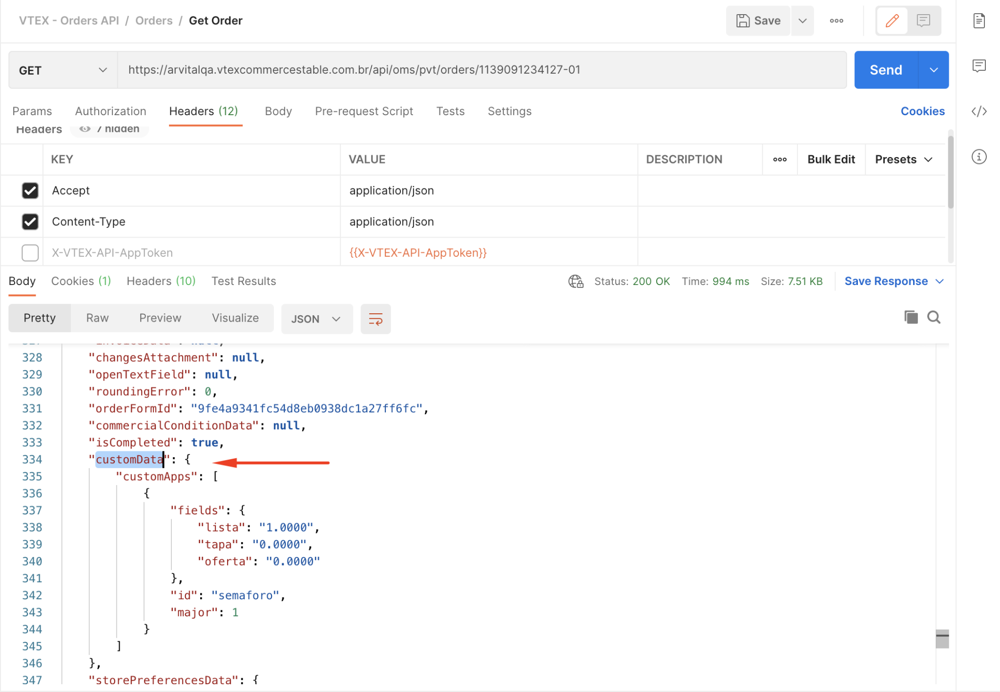 VTEX - Orders API / Orders / Get Order
Save
GET
https://arvitalqa.vtexcommercestable.com.br/api/oms/pvt/orders/1139091234127-01
Send
Params Authorization Headers (12) Body Pre-request Script Tests Settings Cookies
Headers 7 hidden
KEY VALUE DESCRIPTION Bulk Edit Presets
Accept application/json
Content-Type application/json
X-VTEX-API-AppToken {{X-VTEX-API-AppToken}}
Body Cookies (1) Headers (10) Test Results Status: 200 OK Time: 994 ms Size: 7.51 KB Save Response
Pretty Raw Preview Visualize JSON
328 "changesAttachment": null,
329 "openTextField": null,
330 "roundingError": 0,
331 "orderFormId": "9fe4a9341fc54d8eb0938dc1a27ff6fc",
332 "commercialConditionData": null,
333 "isCompleted": true,
334 "customData": {
335 "customApps": [
336 {
337 "fields": {
338 "lista": "1.0000",
339 "tapa": "0.0000",
340 "oferta": "0.0000"
341 },
342 "id": "semaforo",
343 "major": 1
344 }
345 ]
346 },
347 "storePreferencesData": {